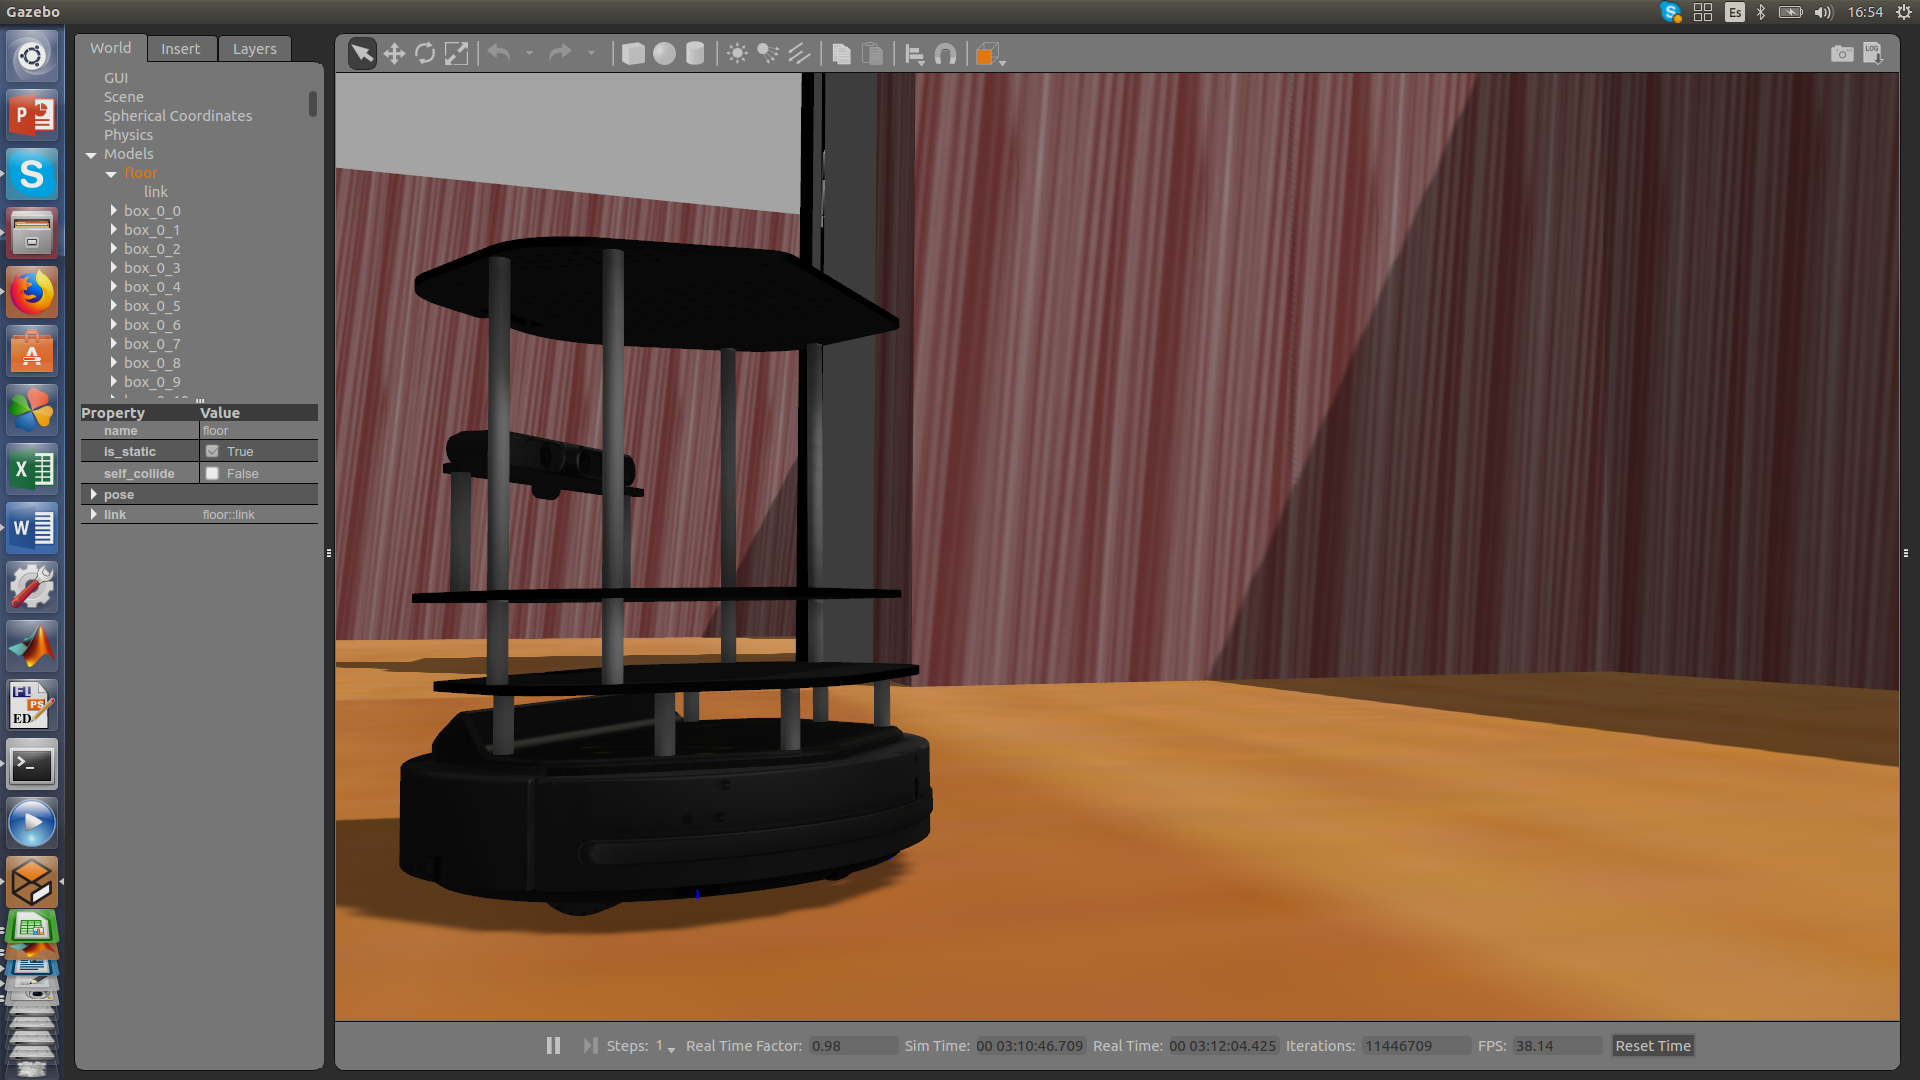 Gazebo
Es
16:54
World
Insert
Layers
LOG
GUI
Scene
Spherical Coordinates
Physics
Models
floor
link
box_0_0
box_0_1
box_0_2
box_0_3
box_0_4
box_0_5
box_0_6
box_0_7
box_0_8
box_0_9
Property Value
name floor
is_static True
self_collide False
pose
link floor::link
Steps: 1 Real Time Factor: 0.98 Sim Time: 00 03:10:46.709 Real Time: 00 03:12:04.425 Iterations: 11446709 FPS: 38.14 Reset Time